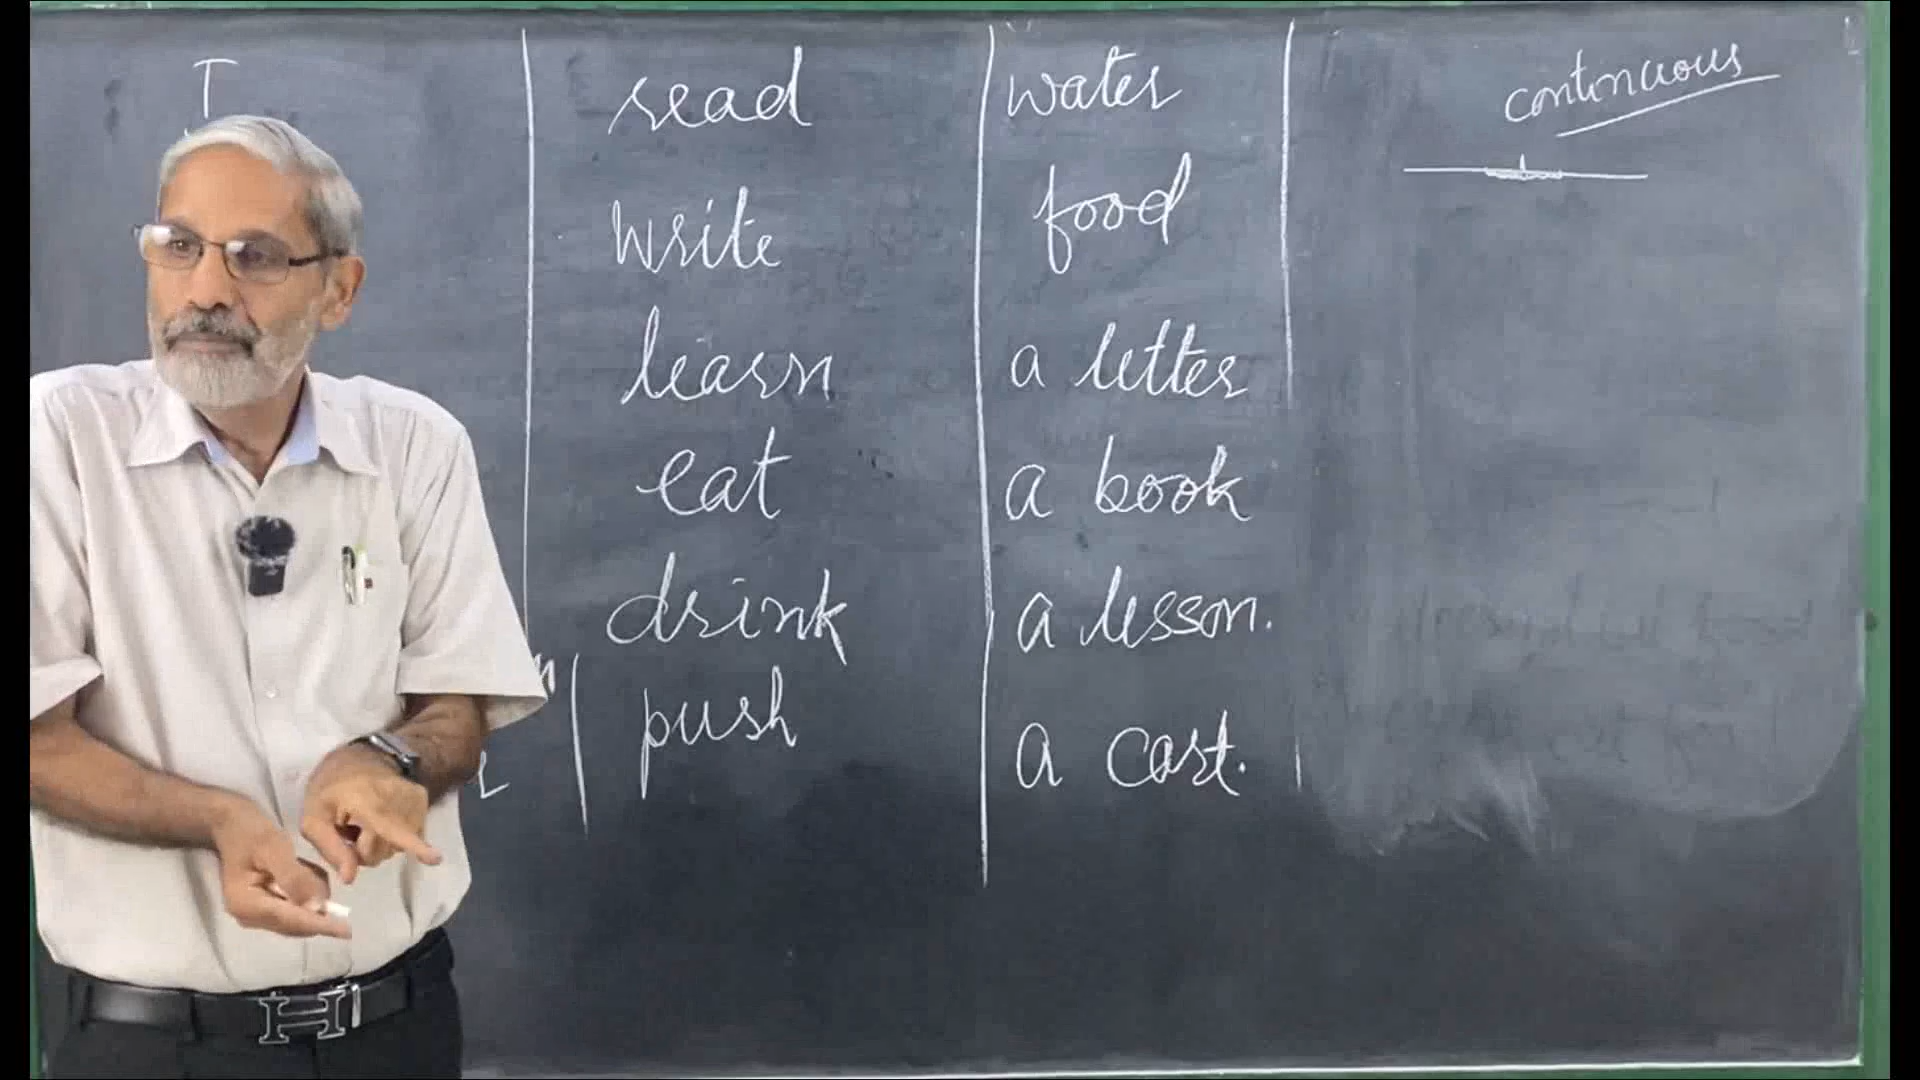 I read water continuous
write food
learn a letter
eat a book
drink a lesson.
push a cart.